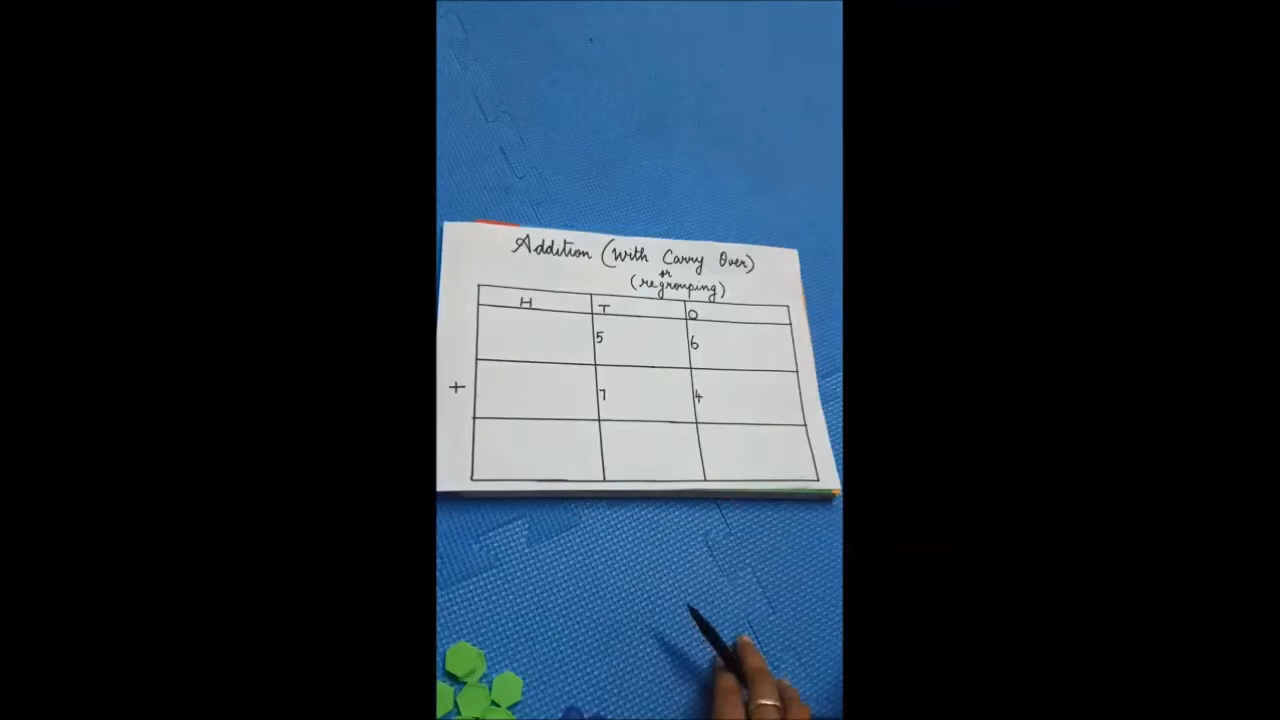 Addition (with Carry Over)
or
(regrouping)
H T O
5 6
+ 7 4